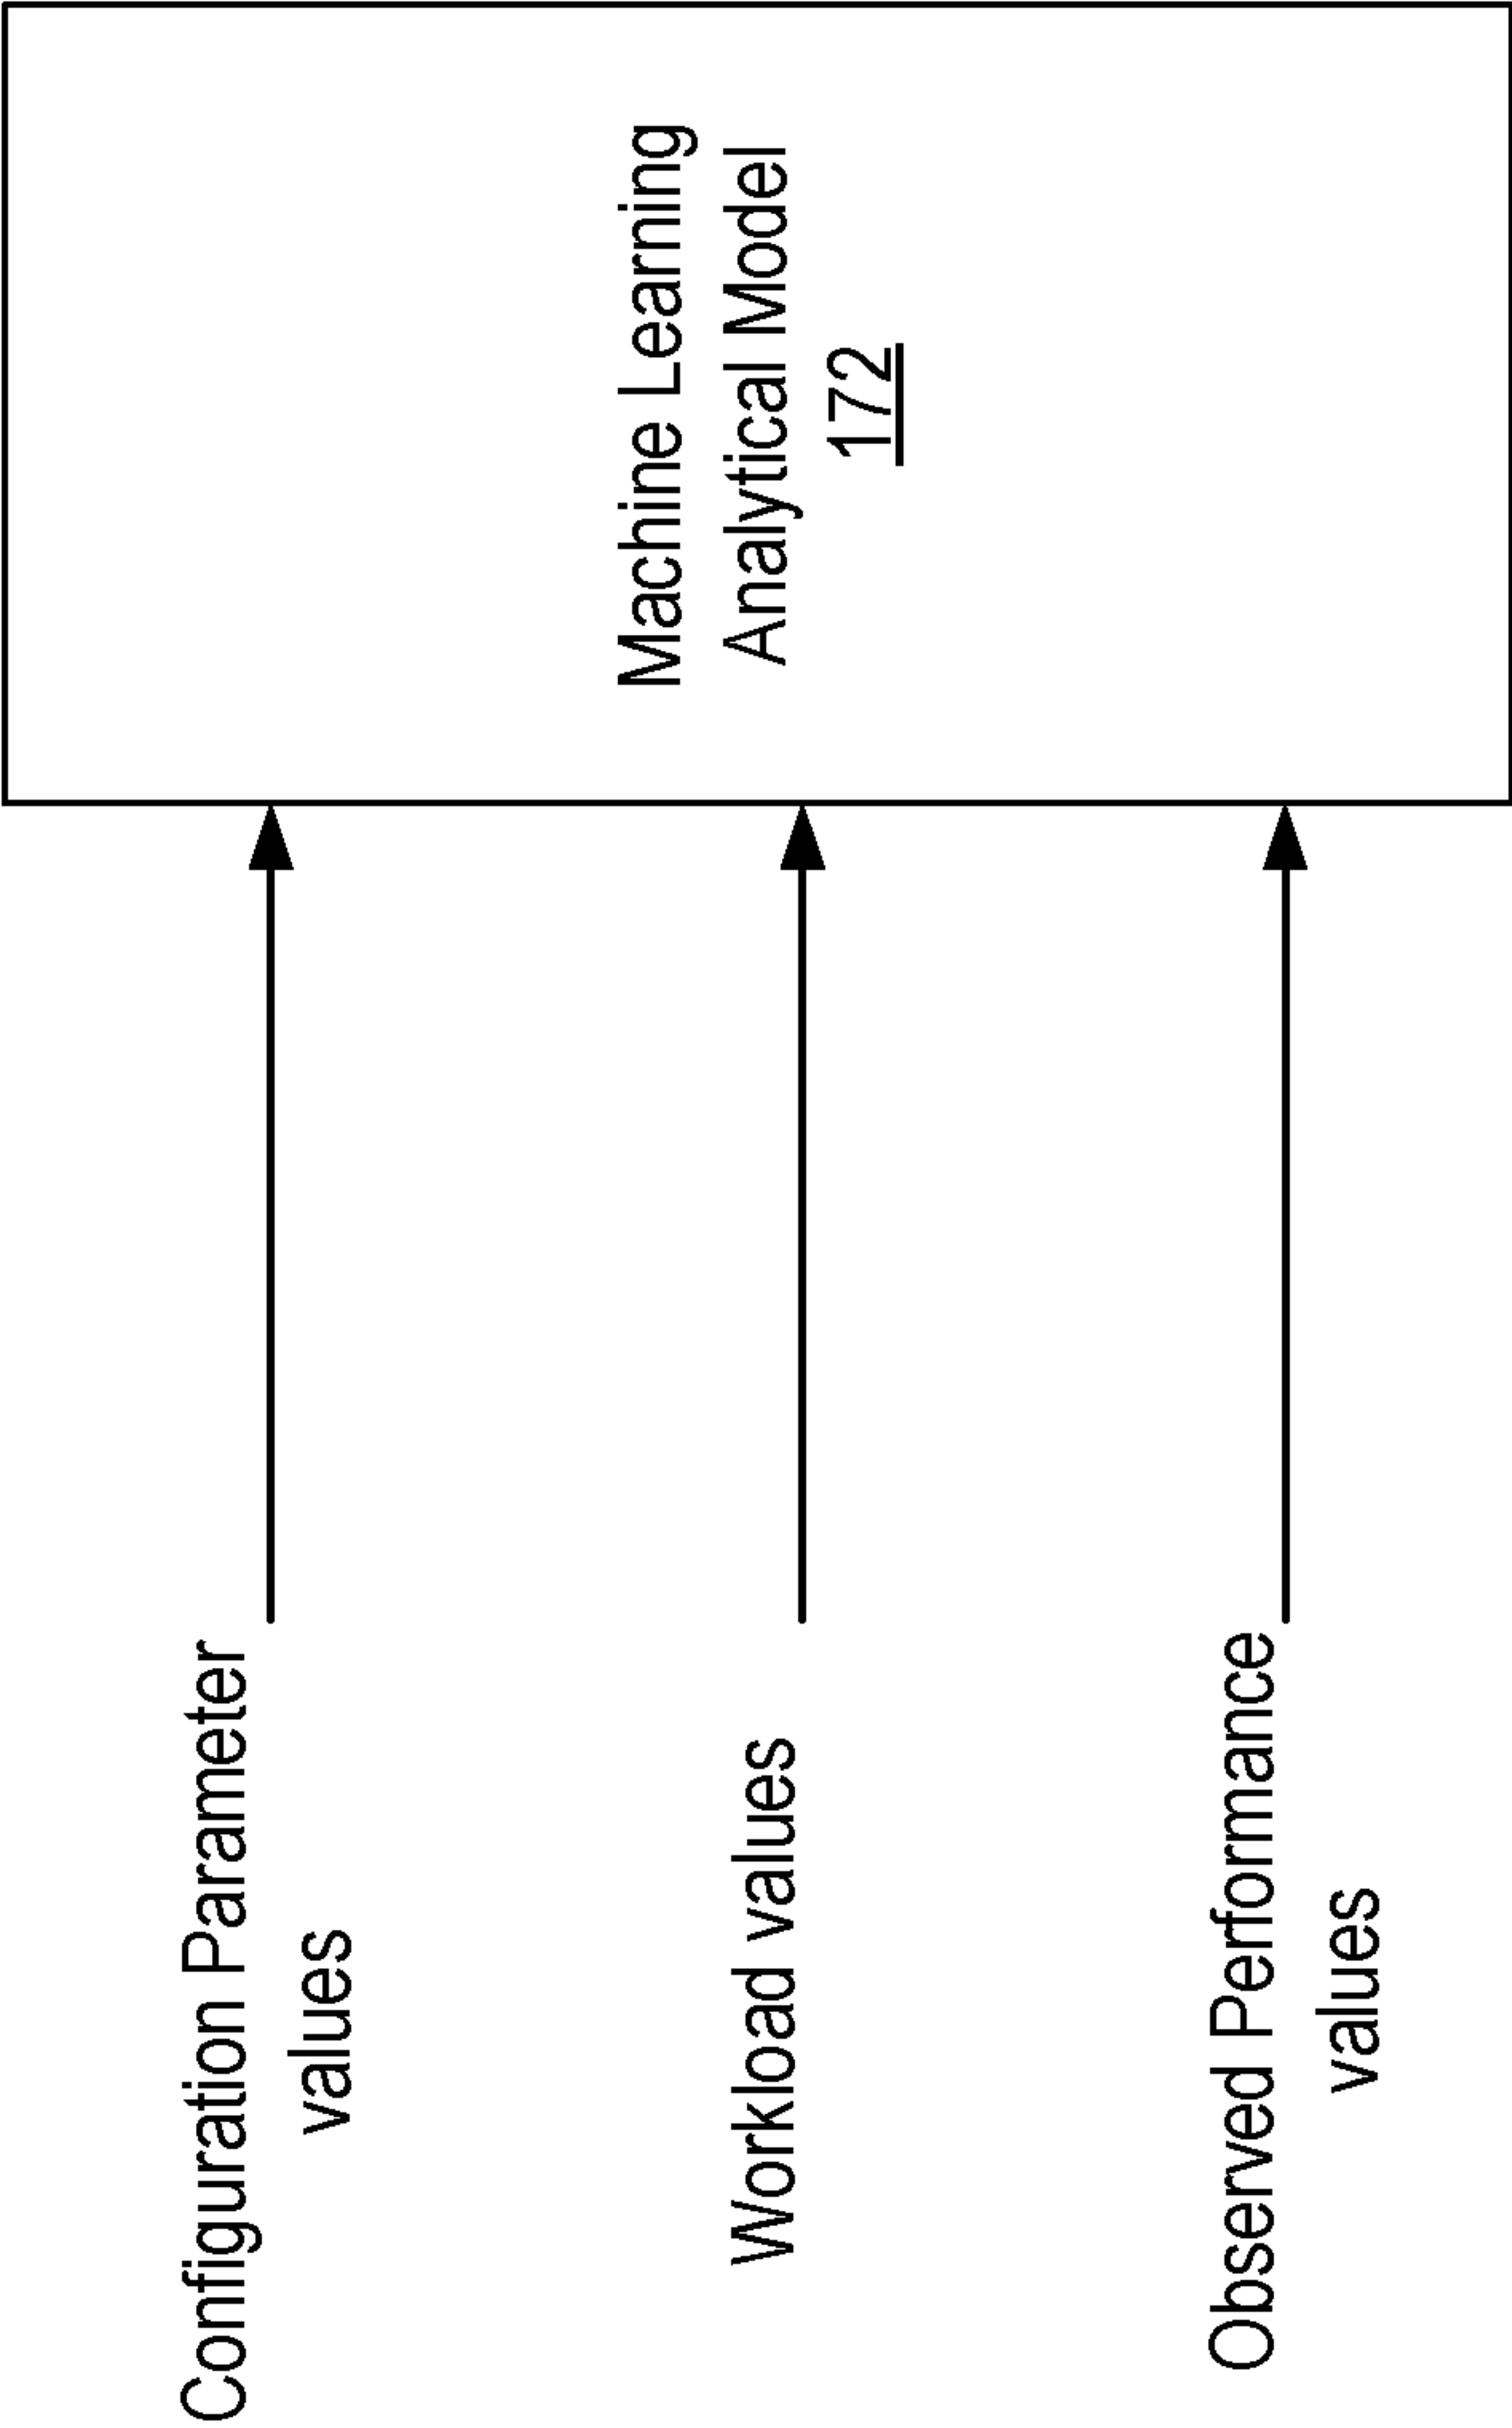 Configuration Parameter
values
Workload values
Observed Performance
values
Machine Learning
Analytical Model
172